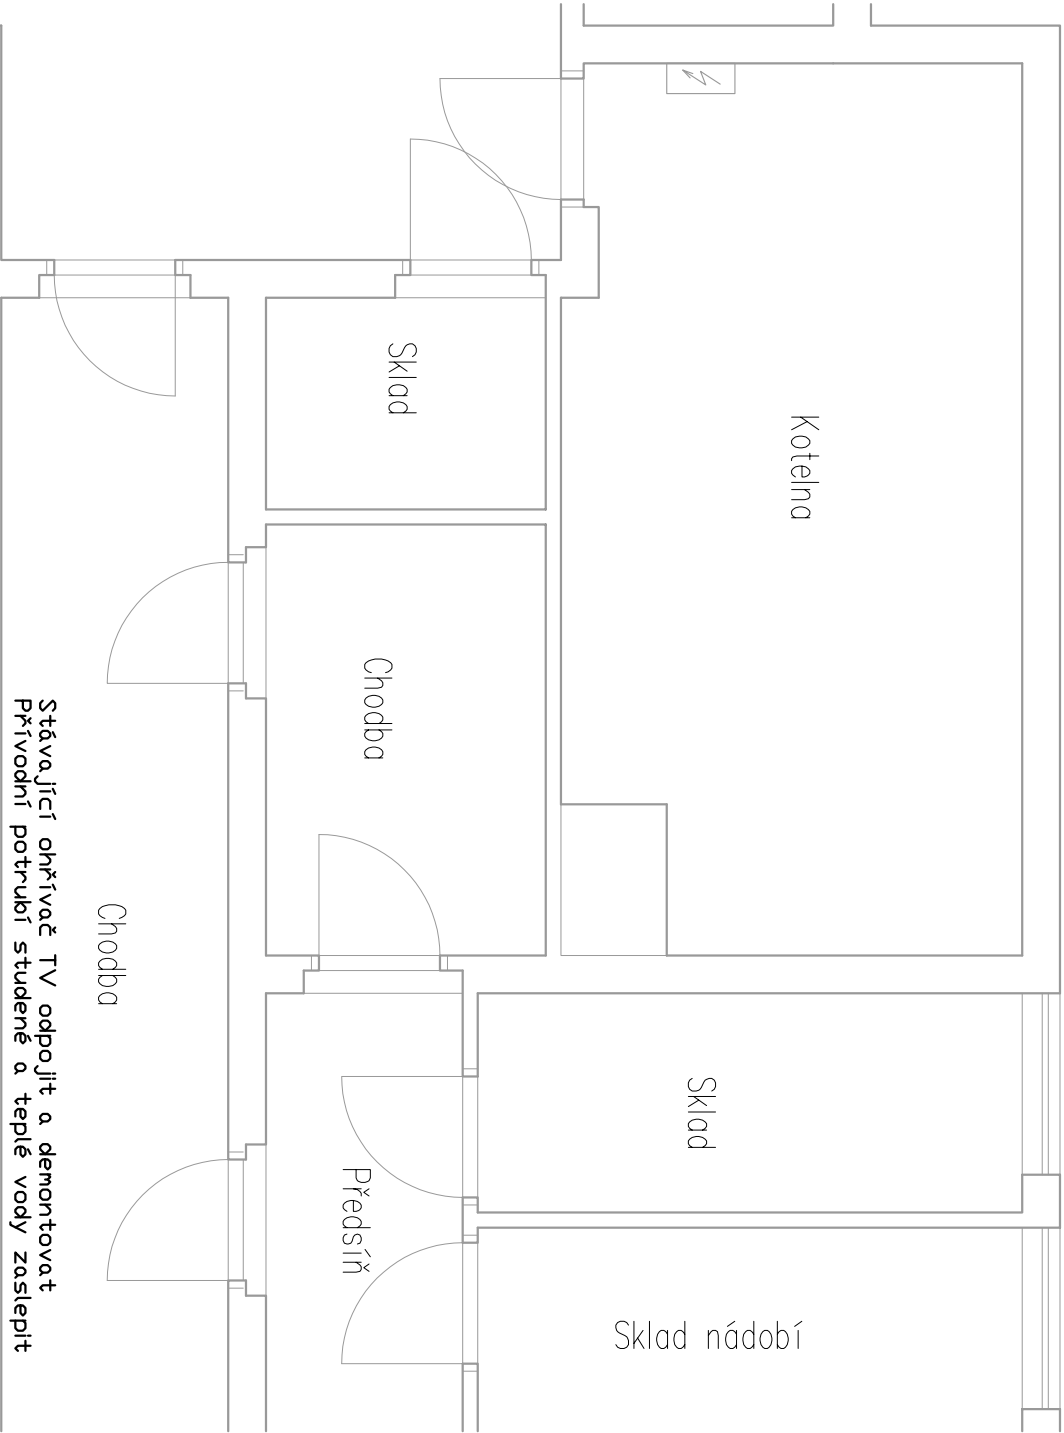 Kotelna
Sklad
Chodba
Sklad
Předsíň
Sklad nádobí
Chodba
Stávající ohřívač TV odpojit a demontovat
Přívodní potrubí studené a teplé vody zaslepit